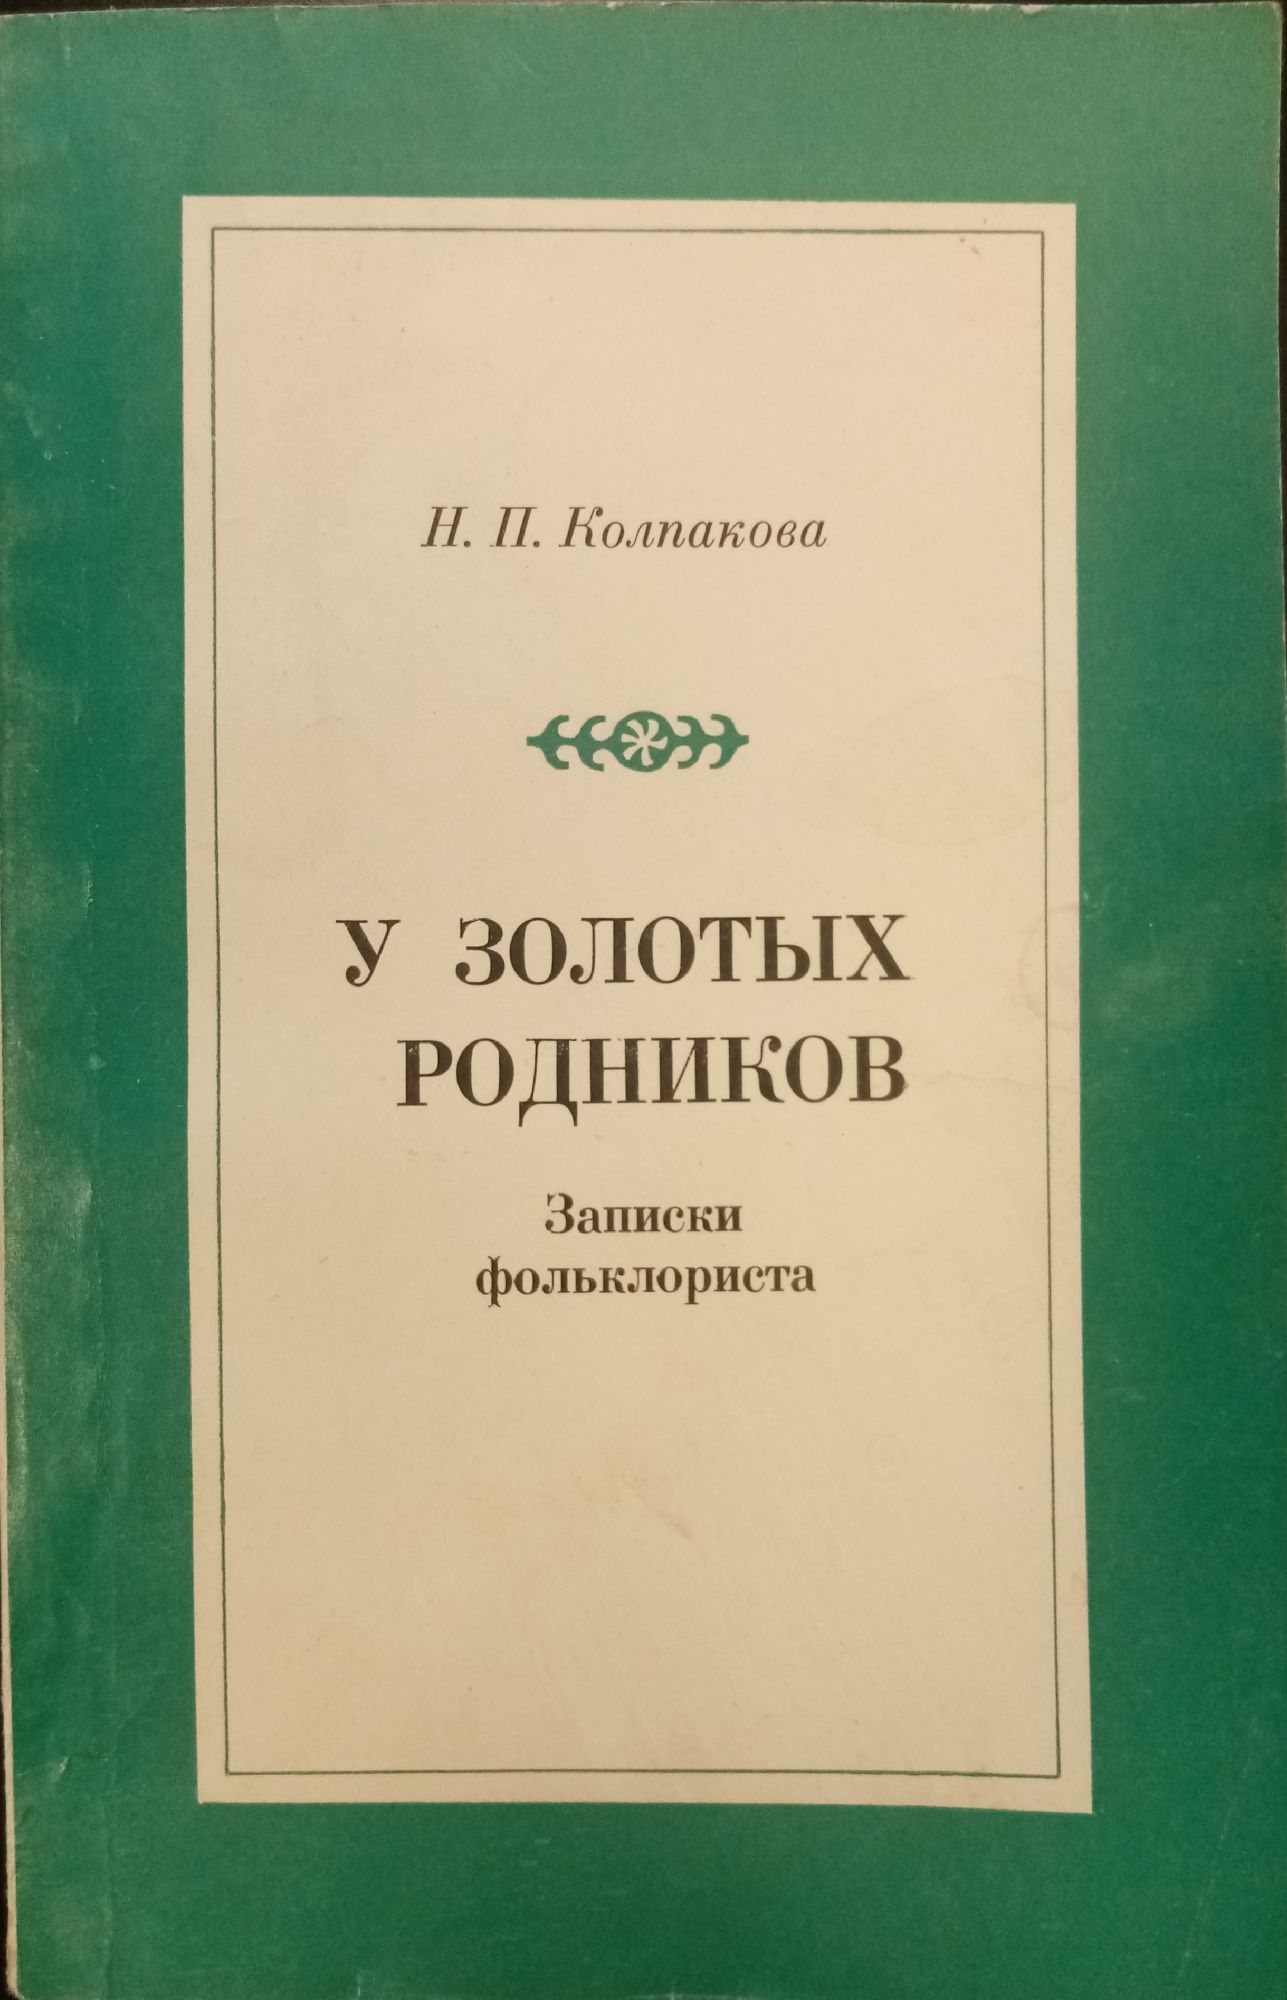 Н. П. Колпакова
У ЗОЛОТЫХ
РОДНИКОВ
Записки
фольклориста